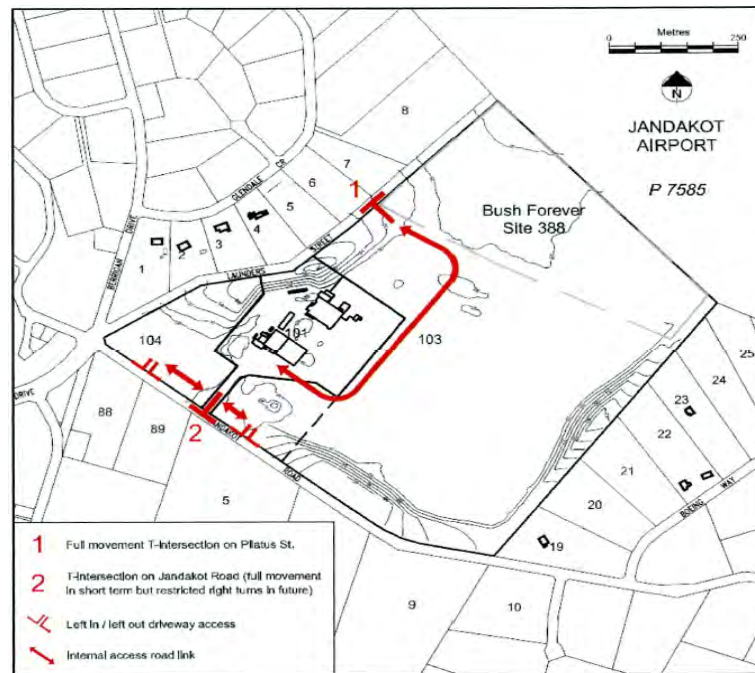 Metres
0 250
N
JANDAKOT
AIRPORT
P 7585
8
7
1
6
5
GLENDALE CR
4
3
2
1
BERRIGAN DRIVE
LAUNDERS STREET
Bush Forever
Site 388
101
103
104
25
24
23
22
21
20
19
BOEING WAY
DRIVE
88
89
2
JANDAKOT ROAD
5
9
10
1 Full movement T-intersection on Pilatus St.
2 T-intersection on Jandakot Road (full movement
in short term but restricted right turns in future)
Left in / left out driveway access
Internal access road link